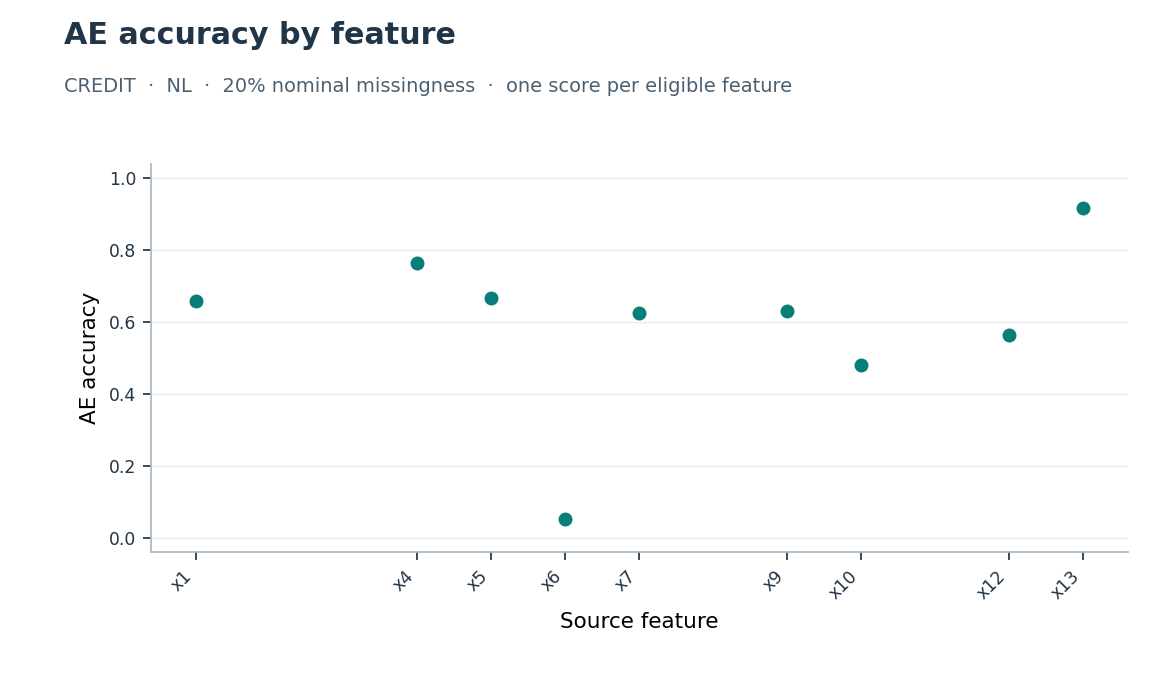 AE accuracy by feature
CREDIT · NL · 20% nominal missingness · one score per eligible feature
1.0
0.8
0.6
0.4
0.2
0.0
AE accuracy
x1 x4 x5 x6 x7 x9 x10 x12 x13
Source feature